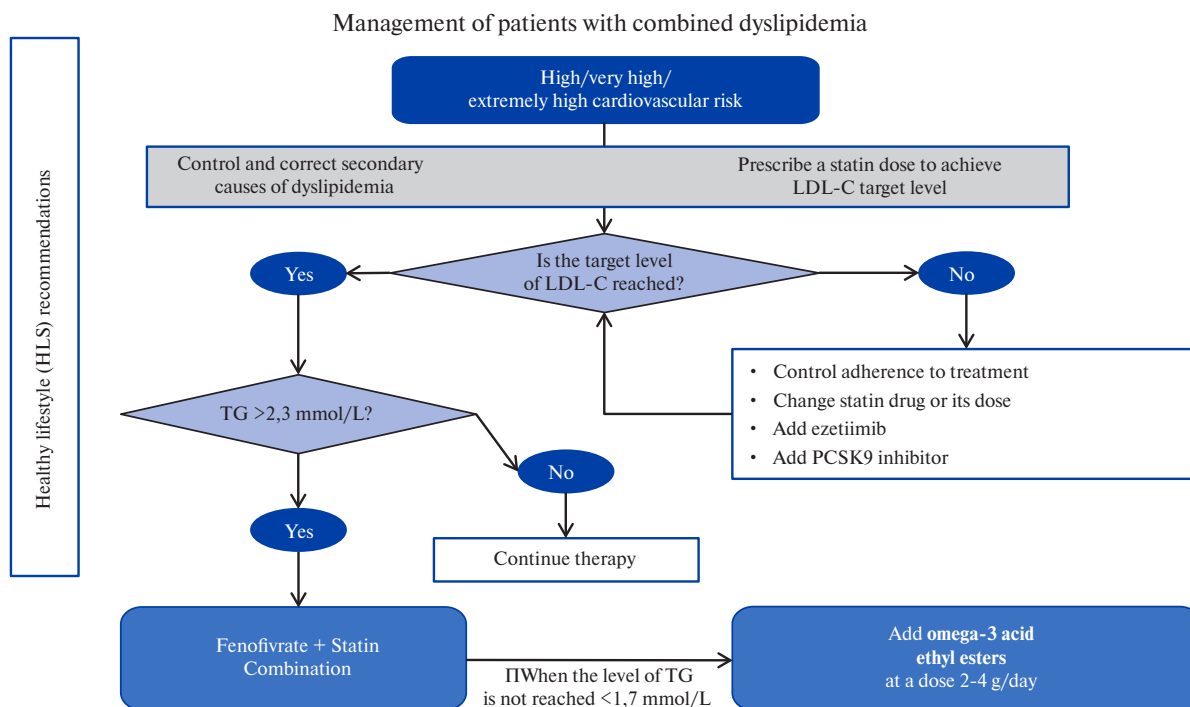 Management of patients with combined dyslipidemia
Healthy lifestyle (HLS) recommendations
High/very high/
extremely high cardiovascular risk
Control and correct secondary
causes of dyslipidemia
Prescribe a statin dose to achieve
LDL-C target level
Is the target level
of LDL-C reached?
Yes
No
• Control adherence to treatment
• Change statin drug or its dose
• Add ezetiimib
• Add PCSK9 inhibitor
TG >2,3 mmol/L?
No
Yes
Continue therapy
Fenofivrate + Statin
Combination
ПWhen the level of TG
is not reached <1,7 mmol/L
Add omega-3 acid
ethyl esters
at a dose 2-4 g/day